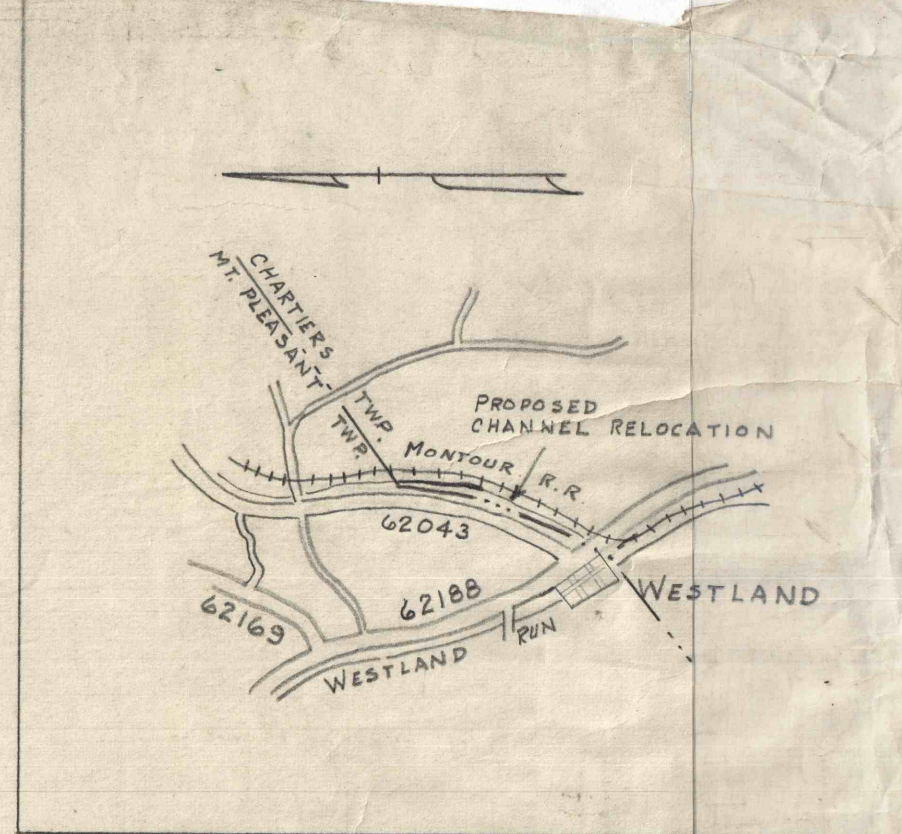 CHARTIERS TWP.
MT. PLEASANT TWP.
PROPOSED
CHANNEL RELOCATION
MONTOUR R.R.
62043
62188
62169
WESTLAND
WESTLAND RUN